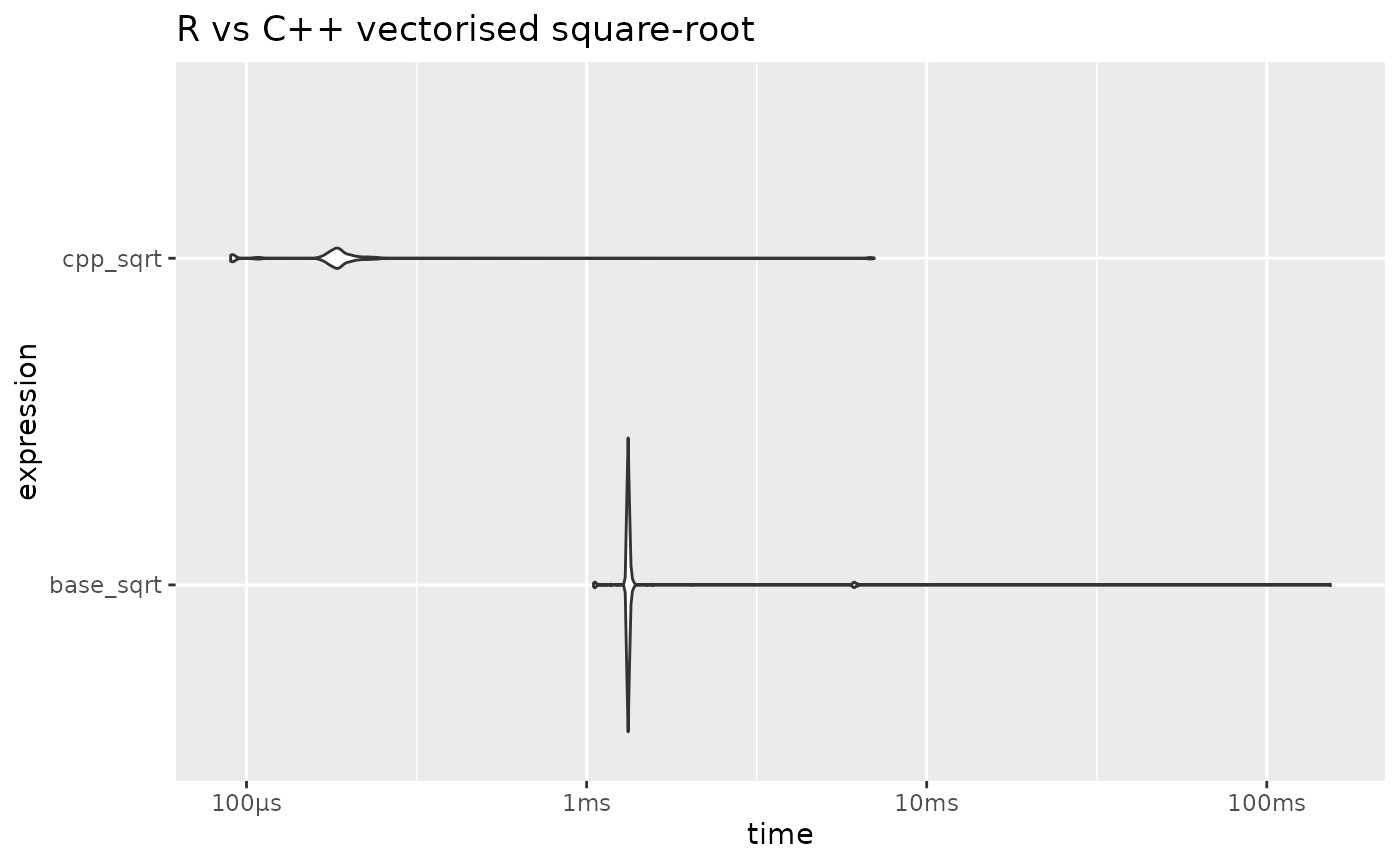 R vs C++ vectorised square-root
expression
cpp_sqrt
base_sqrt
100µs
1ms
10ms
100ms
time